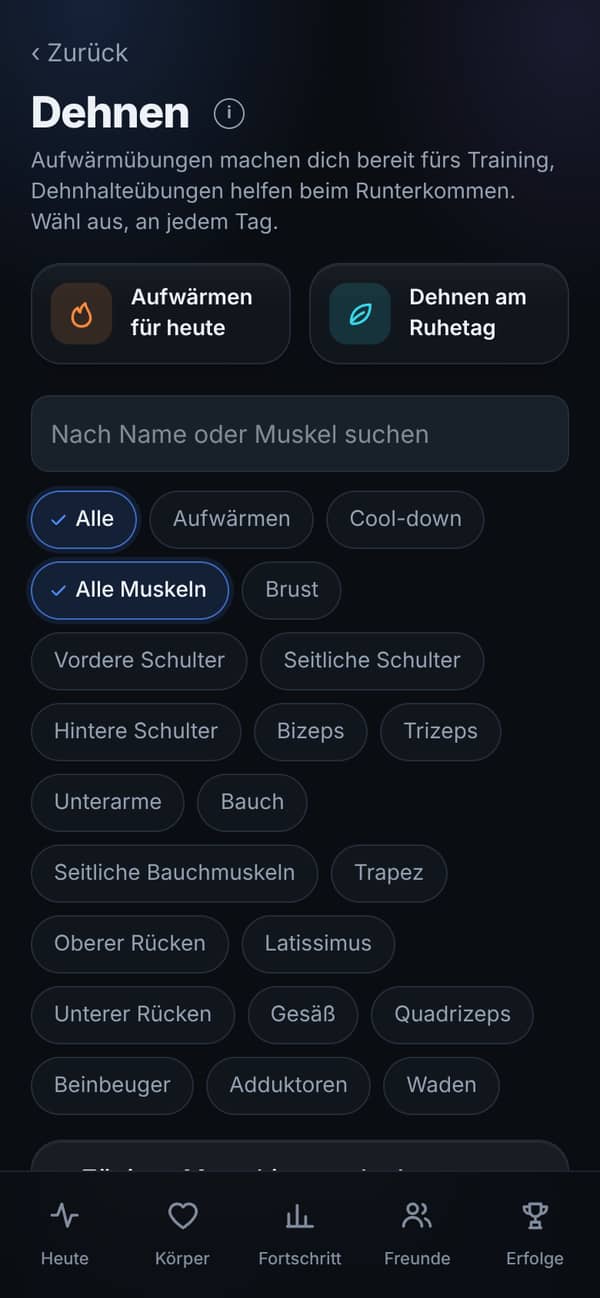 ‹ Zurück
Dehnen
Aufwärmübungen machen dich bereit fürs Training,
Dehnhalteübungen helfen beim Runterkommen.
Wähl aus, an jedem Tag.
Aufwärmen
für heute
Dehnen am
Ruhetag
Nach Name oder Muskel suchen
Alle
Aufwärmen
Cool-down
Alle Muskeln
Brust
Vordere Schulter
Seitliche Schulter
Hintere Schulter
Bizeps
Trizeps
Unterarme
Bauch
Seitliche Bauchmuskeln
Trapez
Oberer Rücken
Latissimus
Unterer Rücken
Gesäß
Quadrizeps
Beinbeuger
Adduktoren
Waden
Heute
Körper
Fortschritt
Freunde
Erfolge